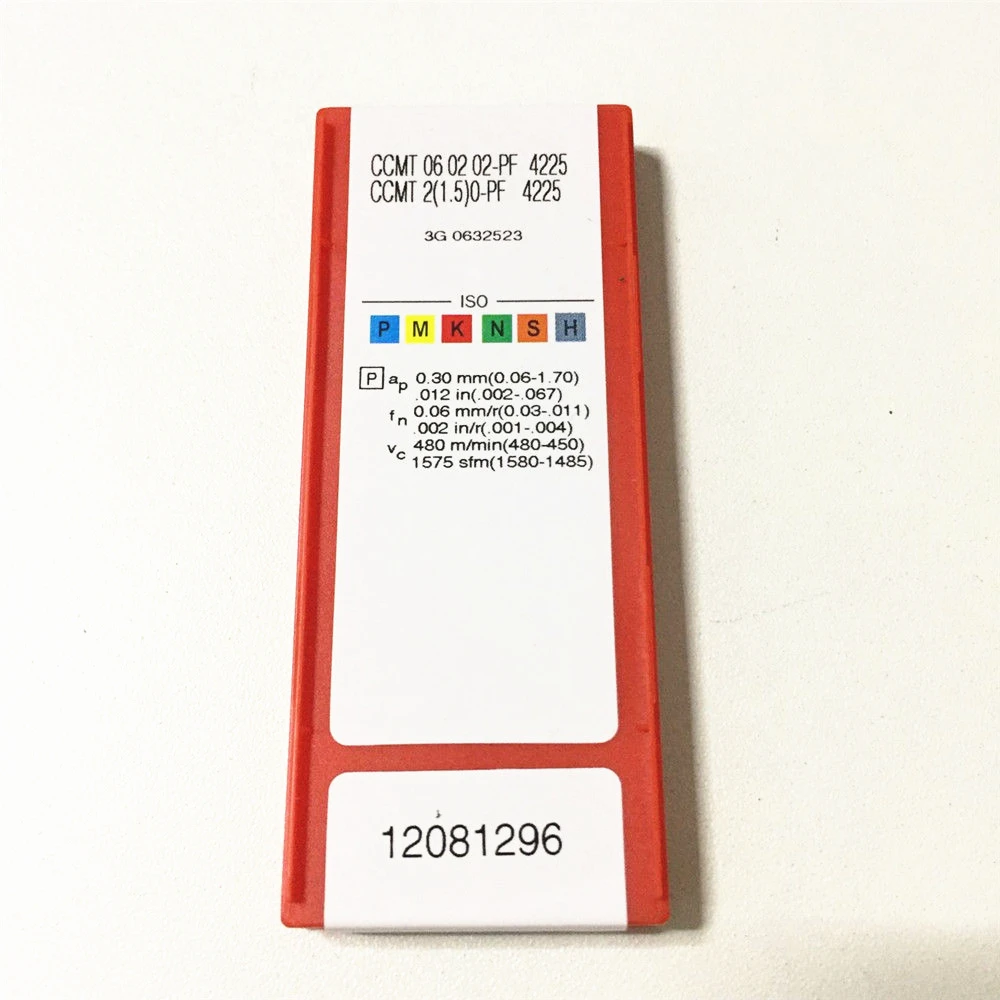 CCMT 06 02 02-PF 4225
CCMT 2(1.5)0-PF 4225
3G 0632523
ISO
P M K N S H
P ap 0.30 mm(0.06-1.70)
.012 in(.002-.067)
fn 0.06 mm/r(0.03-.011)
.002 in/r(.001-.004)
vc 480 m/min(480-450)
1575 sfm(1580-1485)
12081296